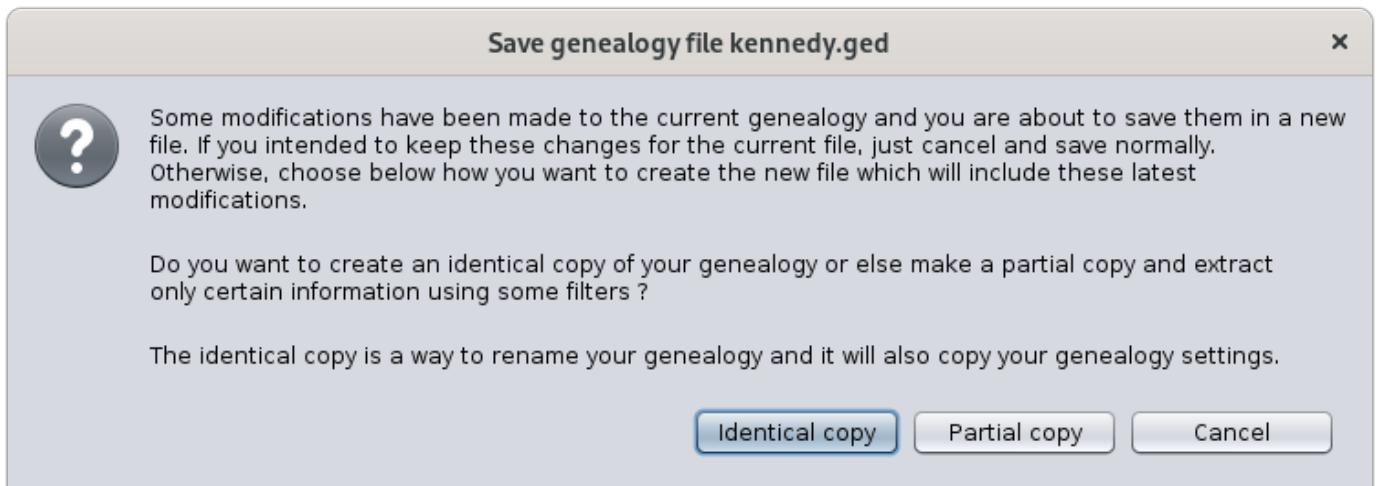 Save genealogy file kennedy.ged
Some modifications have been made to the current genealogy and you are about to save them in a new
file. If you intended to keep these changes for the current file, just cancel and save normally.
Otherwise, choose below how you want to create the new file which will include these latest
modifications.
Do you want to create an identical copy of your genealogy or else make a partial copy and extract
only certain information using some filters ?
The identical copy is a way to rename your genealogy and it will also copy your genealogy settings.
Identical copy Partial copy Cancel